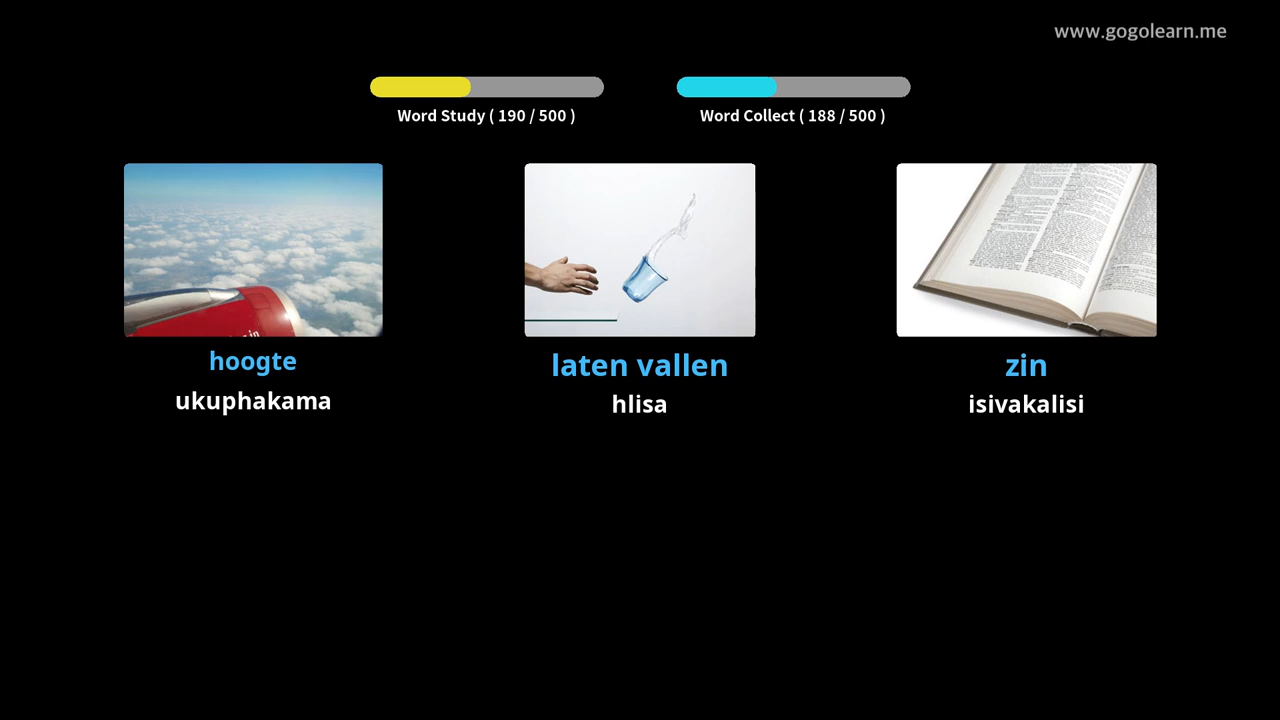 www.gogolearn.me
Word Study ( 190 / 500 )
Word Collect ( 188 / 500 )
hoogte
laten vallen
zin
ukuphakama
hlisa
isivakalisi